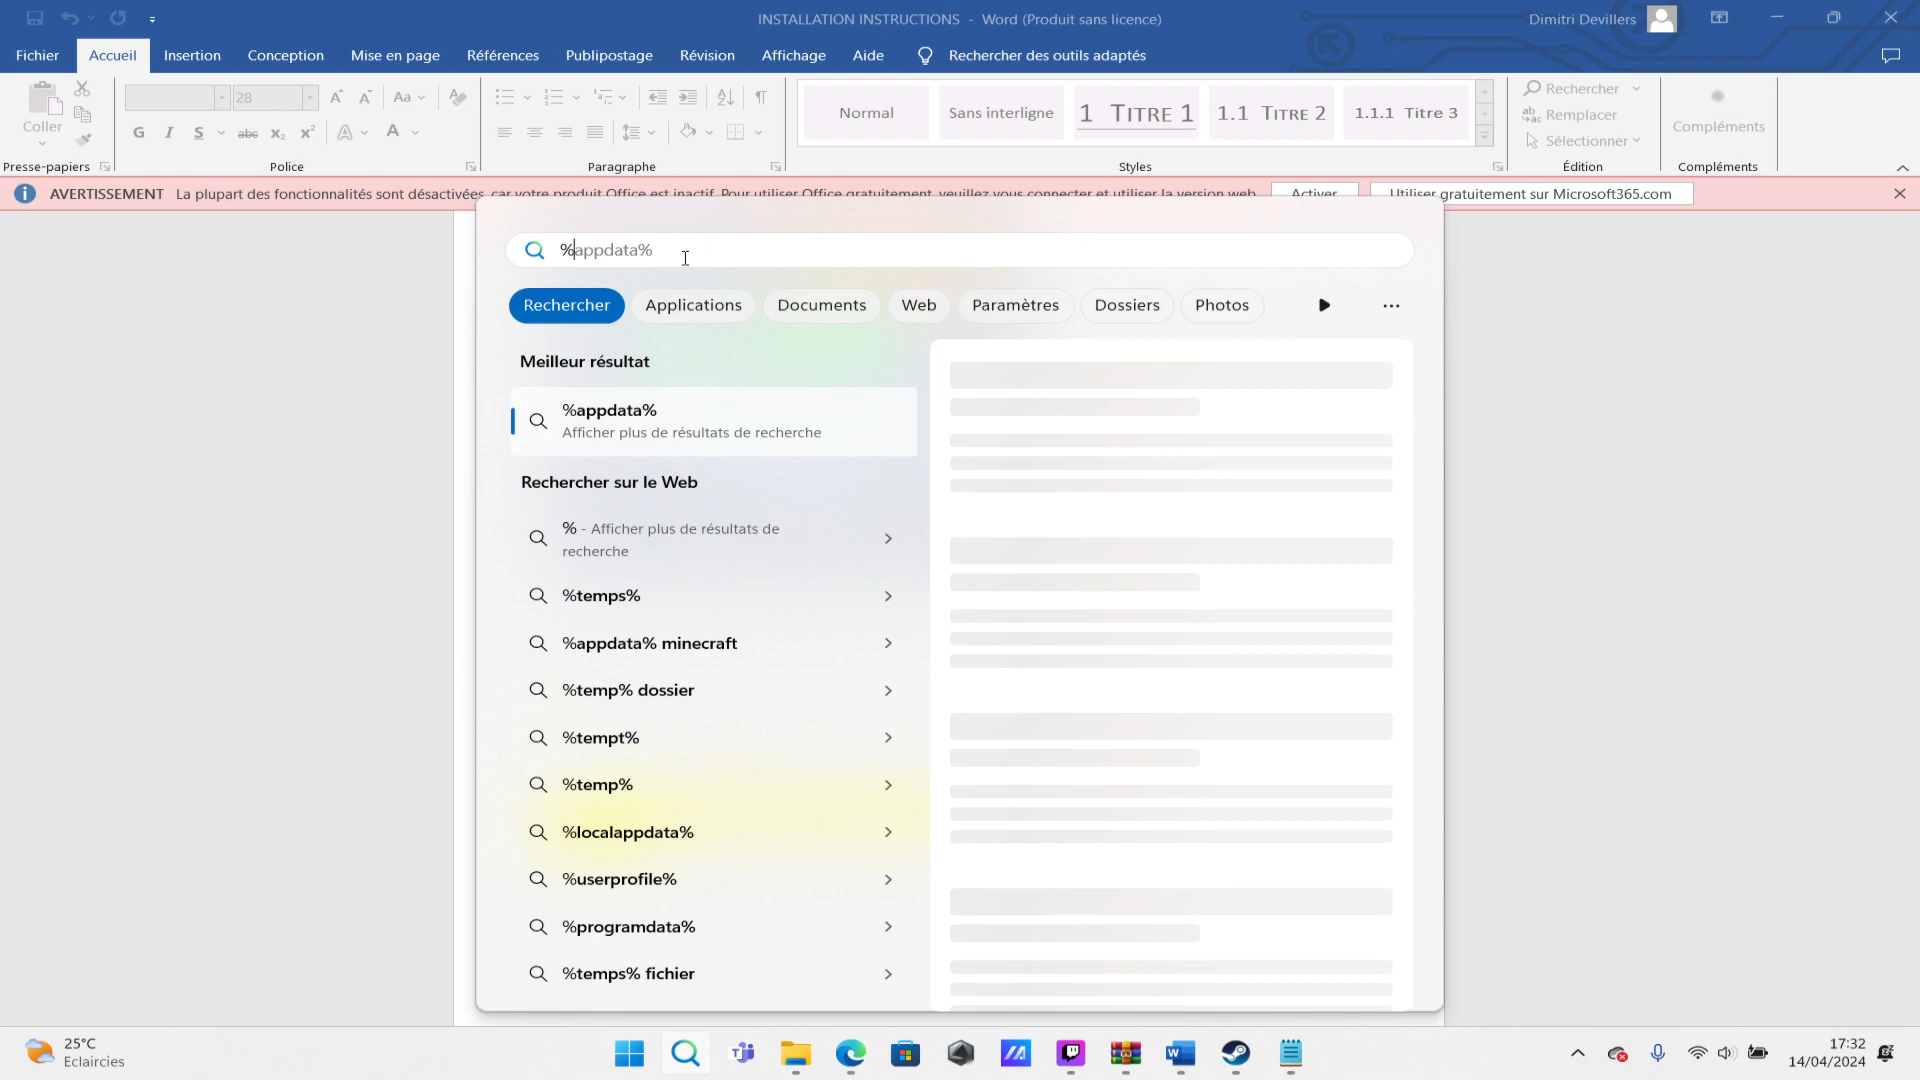 INSTALLATION INSTRUCTIONS - Word (Produit sans licence)
Dimitri Devillers
Fichier Accueil Insertion Conception Mise en page Références Publipostage Révision Affichage Aide Rechercher des outils adaptés
28 Aa
Coller
G I S abc x₂ x² A A
Normal
Sans interligne
1 Titre 1
1.1 Titre 2
1.1.1 Titre 3
Rechercher
Remplacer
Sélectionner
Compléments
Presse-papiers Police Paragraphe Styles Édition Compléments
AVERTISSEMENT La plupart des fonctionnalités sont désactivées, car votre produit Office est inactif. Pour utiliser Office gratuitement, veuillez vous connecter et utiliser la version web. Activer Utiliser gratuitement sur Microsoft365.com
%appdata%
Rechercher Applications Documents Web Paramètres Dossiers Photos
Meilleur résultat
%appdata%
Afficher plus de résultats de recherche
Rechercher sur le Web
% - Afficher plus de résultats de
recherche
%temps%
%appdata% minecraft
%temp% dossier
%tempt%
%temp%
%localappdata%
%userprofile%
%programdata%
%temps% fichier
25°C
Eclaircies
17:32
14/04/2024